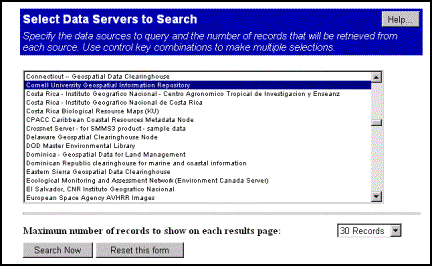 Select Data Servers to Search
Help...
Specify the data sources to query and the number of records that will be retrieved from
each source. Use control key combinations to make multiple selections.
Connecticut -- Geospatial Data Clearinghouse
Cornell University Geospatial Information Repository
Costa Rica - Instituto Geografico Nacional - Centro Agronomico Tropical de Investigacion y Ensenanz
Costa Rica - Instituto Geografico Nacional de Costa Rica
Costa Rica Biological Resource Maps (KU)
CPACC Caribbean Coastal Resources Metadata Node
Crossnet Server - for SMMS3 product - sample data
Delaware Geospatial Clearinghouse Node
DOD Master Environmental Library
Dominica - Geospatial Data for Land Management
Dominican Republic clearinghouse for marine and coastal information
Eastern Sierra Geospatial Data Clearinghouse
Ecological Monitoring and Assessment Network (Environment Canada Server)
El Salvador, CNR Instituto Geografico Nacional
European Space Agency AVHRR Images
Maximum number of records to show on each results page:
30 Records
Search Now
Reset this form